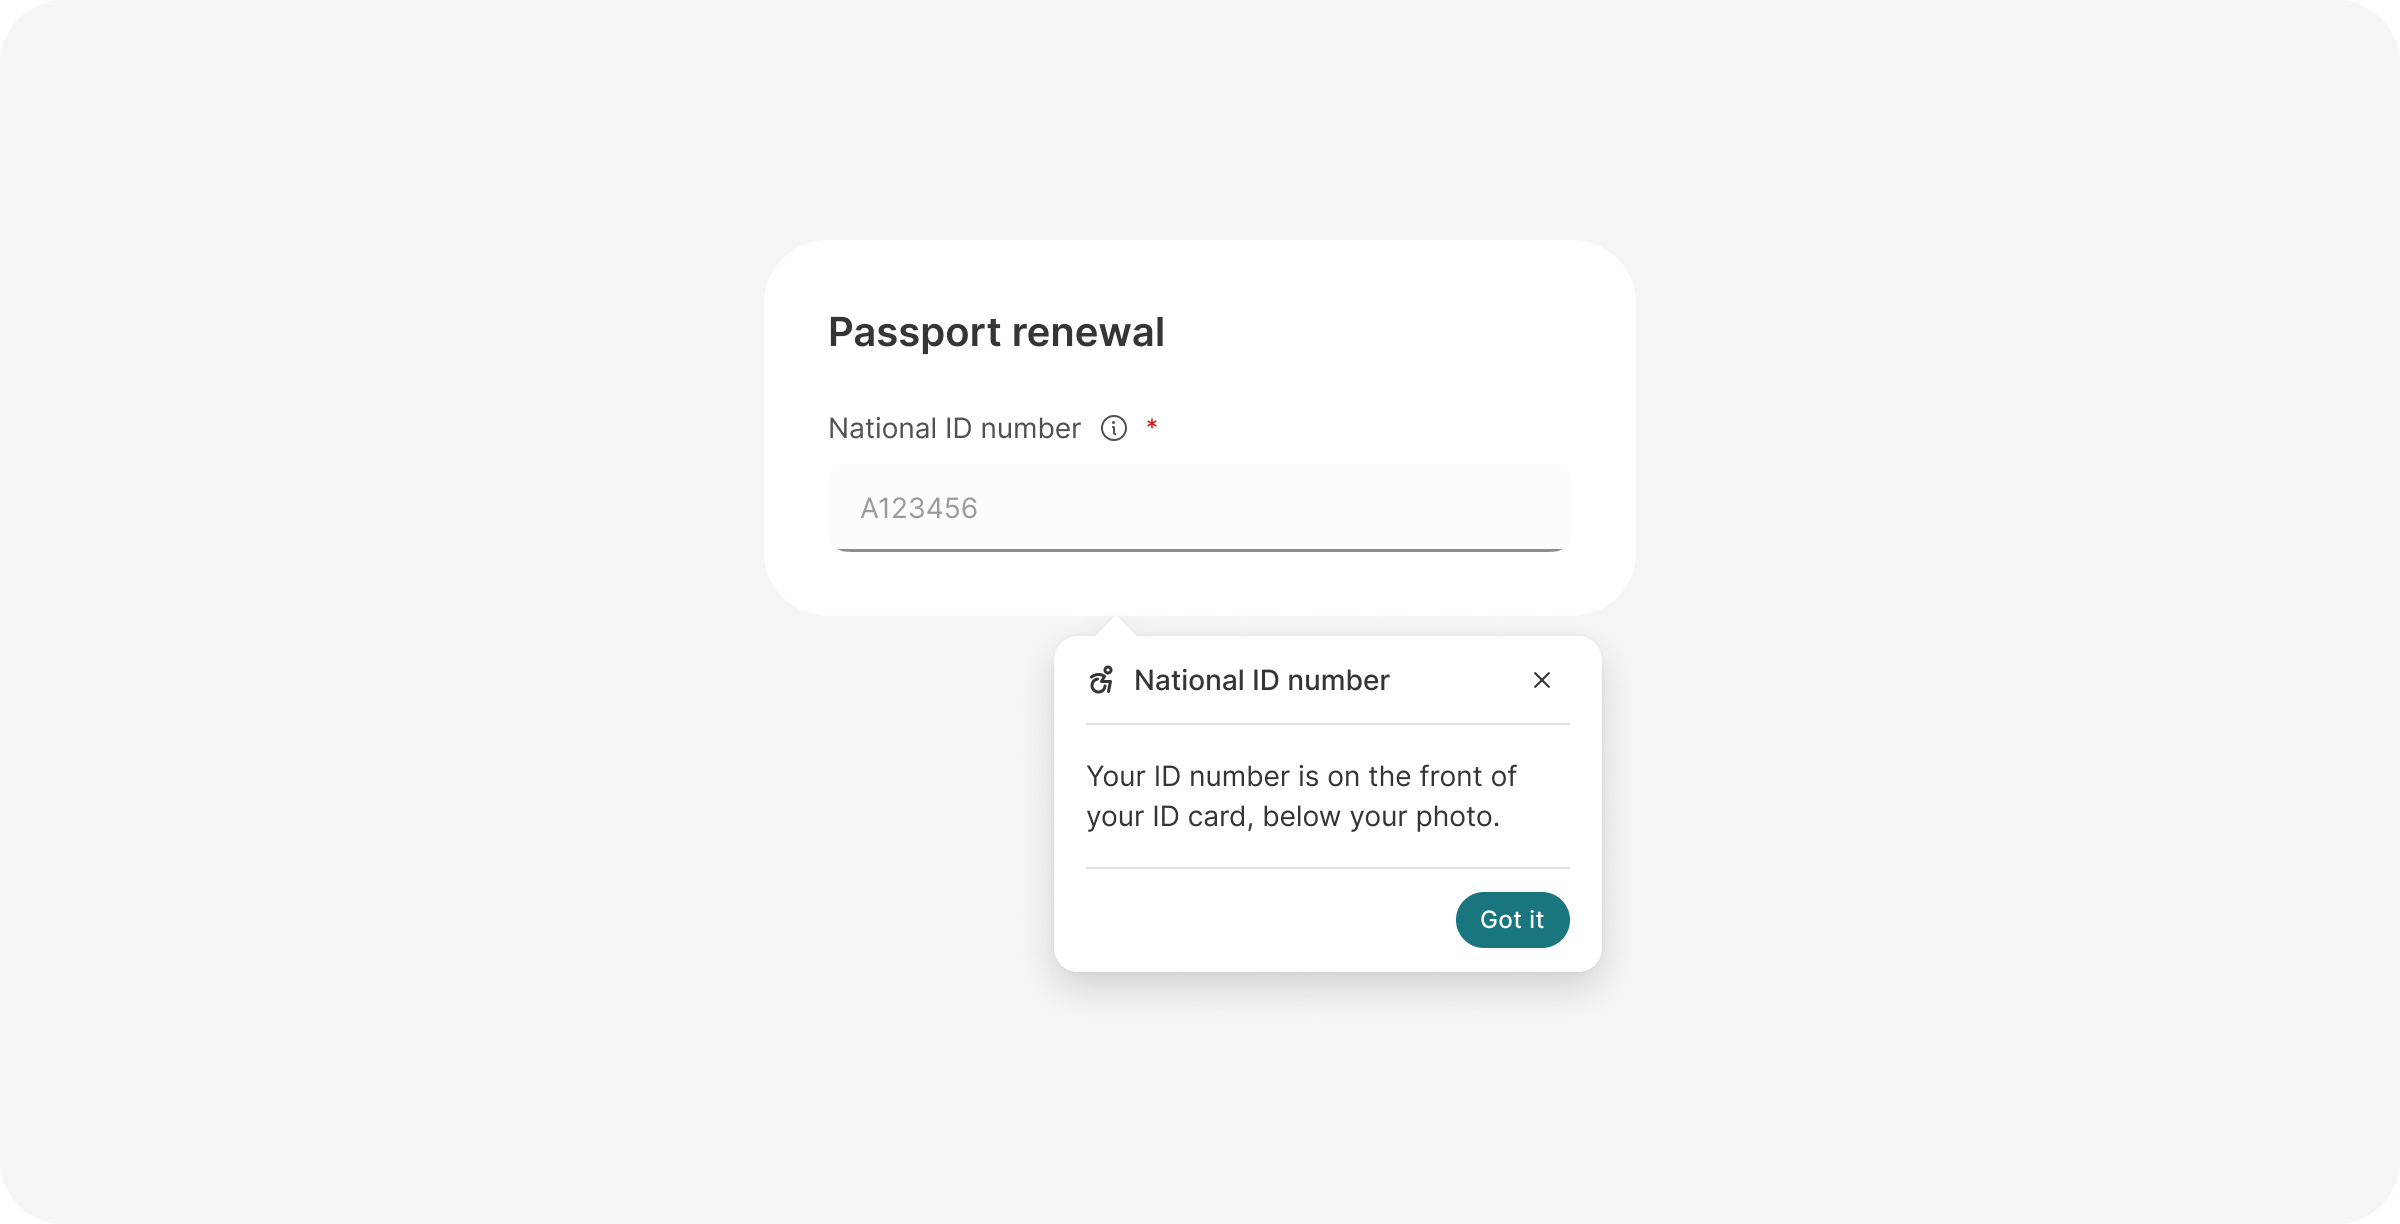 Passport renewal
National ID number *
A123456
National ID number
Your ID number is on the front of
your ID card, below your photo.
Got it